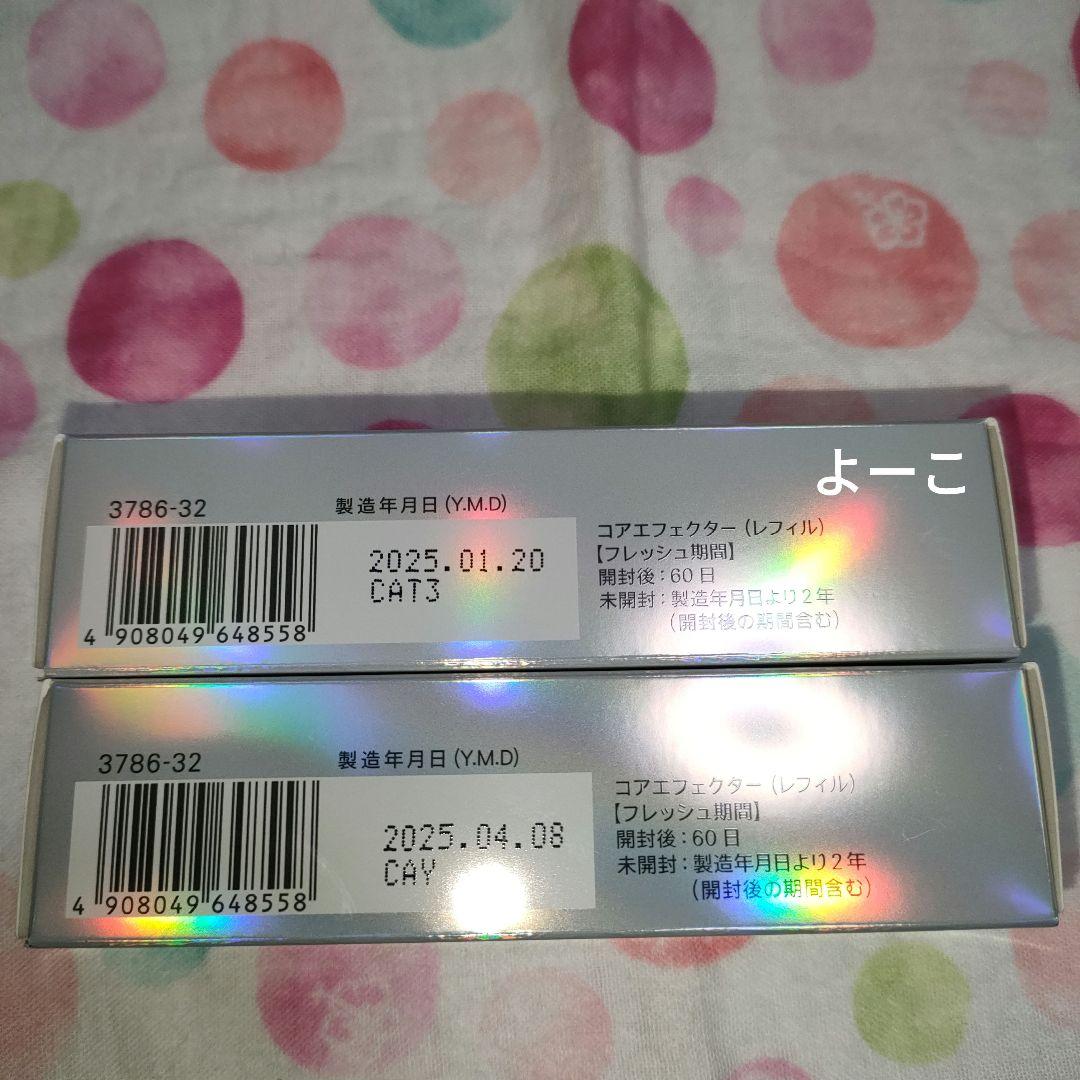 よーこ
3786-32
製造年月日(Y.M.D)
2025.01.20
CAT3
4 908049 648558
コアエフェクター(レフィル)
【フレッシュ期間】
開封後:60日
未開封:製造年月日より2年
(開封後の期間含む)
3786-32
製造年月日(Y.M.D)
2025.04.08
CAY
4 908049 648558
コアエフェクター(レフィル)
【フレッシュ期間】
開封後:60日
未開封:製造年月日より2年
(開封後の期間含む)